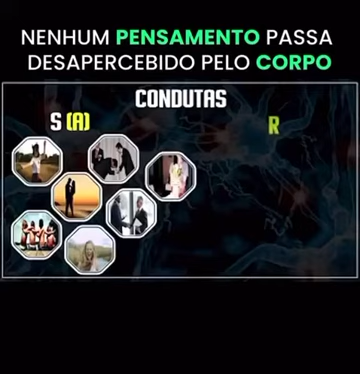 NENHUM PENSAMENTO PASSA
DESAPERCEBIDO PELO CORPO
CONDUTAS
S (A)
R